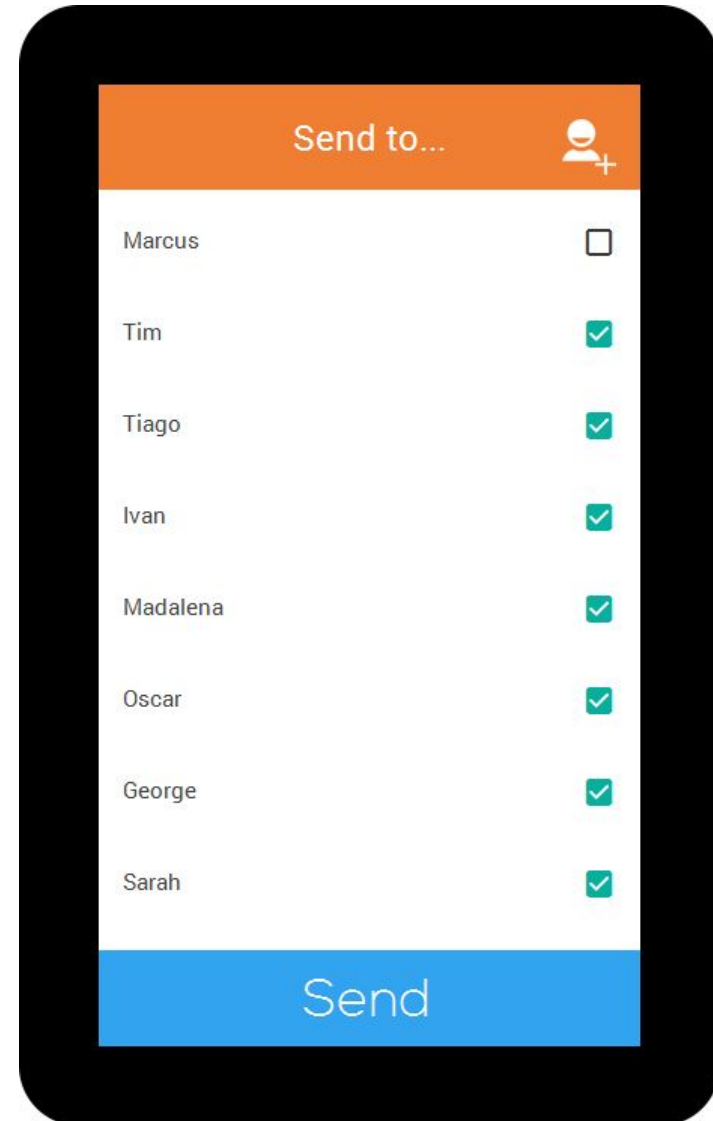 Send to...
Marcus
Tim
Tiago
Ivan
Madalena
Oscar
George
Sarah
Send